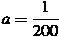 a = 1/200